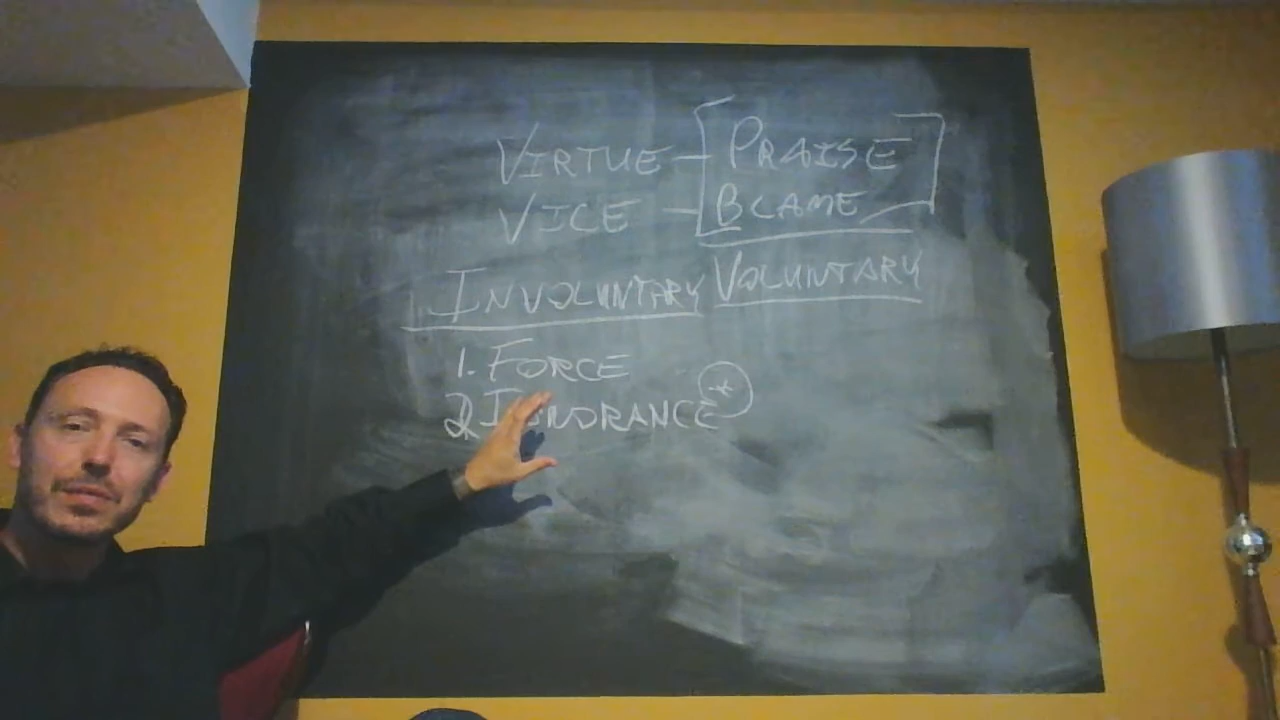 VIRTUE - PRAISE
VICE - BLAME
INVOLUNTARY VOLUNTARY
1. FORCE
2. IGNORANCE *